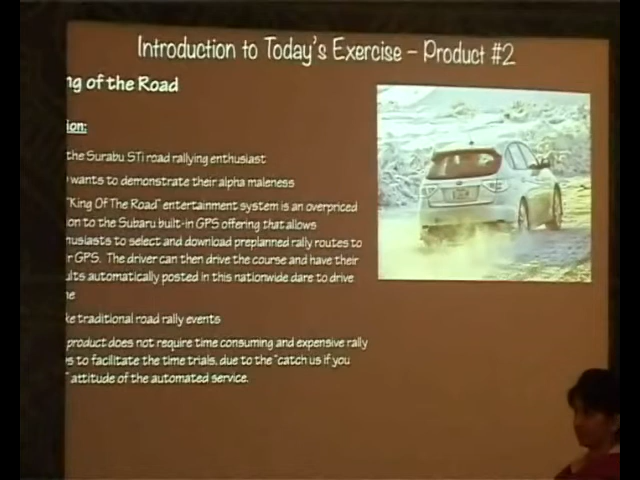 Introduction to Today's Exercise – Product #2
ng of the Road
ion:
the Surabu STi road rallying enthusiast
wants to demonstrate their alpha maleness
"King Of The Road" entertainment system is an overpriced
on to the Subaru built-in GPS offering that allows
nusiasts to select and download preplanned rally routes to
r GPS. The driver can then drive the course and have their
ults automatically posted in this nationwide dare to drive
ne
ke traditional road rally events
product does not require time consuming and expensive rally
s to facilitate the time trials, due to the "catch us if you
" attitude of the automated service.